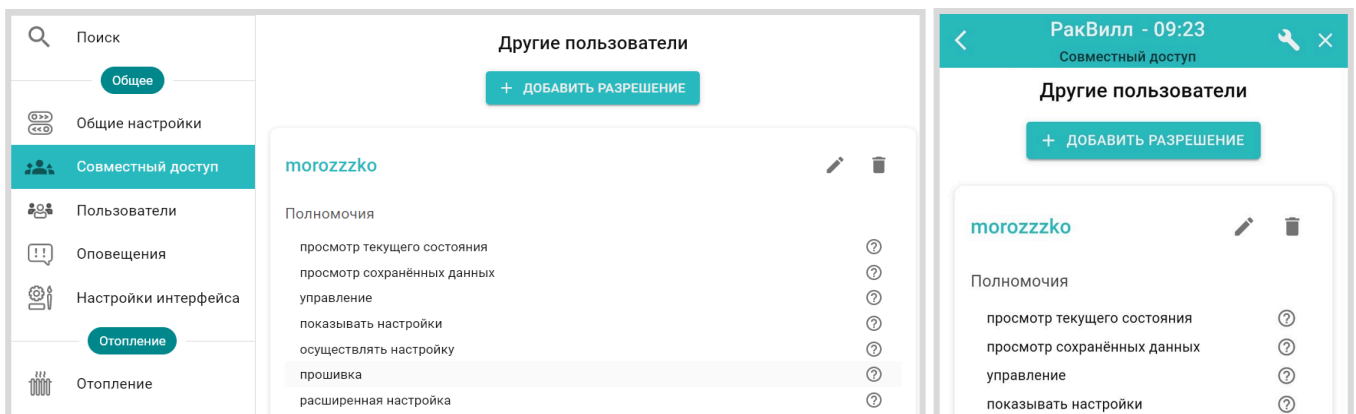 Поиск
Общее
Общие настройки
Совместный доступ
Пользователи
Оповещения
Настройки интерфейса
Отопление
Отопление
Другие пользователи
+ ДОБАВИТЬ РАЗРЕШЕНИЕ
morozzzko
Полномочия
просмотр текущего состояния
просмотр сохранённых данных
управление
показывать настройки
осуществлять настройку
прошивка
расширенная настройка
РакВилл - 09:23
Совместный доступ
Другие пользователи
+ ДОБАВИТЬ РАЗРЕШЕНИЕ
morozzzko
Полномочия
просмотр текущего состояния
просмотр сохранённых данных
управление
показывать настройки